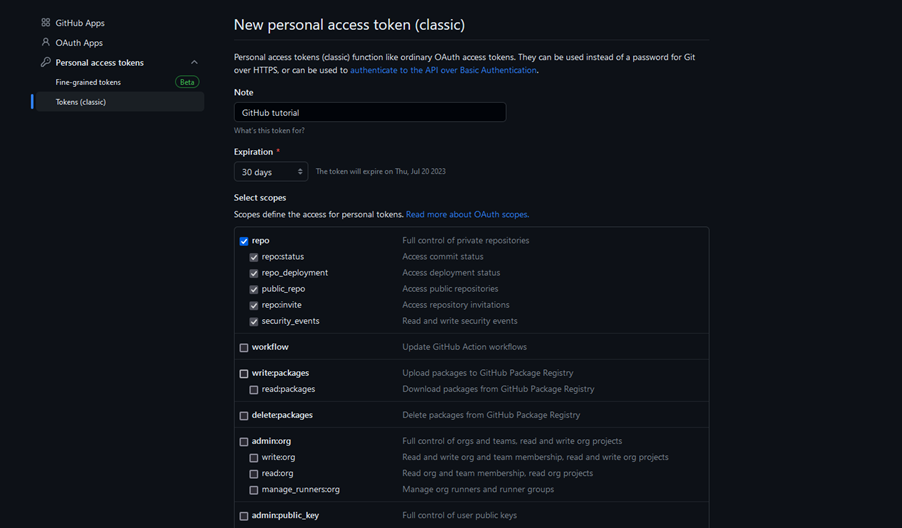 GitHub Apps
OAuth Apps
Personal access tokens
Fine-grained tokens Beta
Tokens (classic)
New personal access token (classic)
Personal access tokens (classic) function like ordinary OAuth access tokens. They can be used instead of a password for Git
over HTTPS, or can be used to authenticate to the API over Basic Authentication.
Note
GitHub tutorial
What's this token for?
Expiration *
30 days The token will expire on Thu, Jul 20 2023
Select scopes
Scopes define the access for personal tokens. Read more about OAuth scopes.
repo Full control of private repositories
repo:status Access commit status
repo_deployment Access deployment status
public_repo Access public repositories
repo:invite Access repository invitations
security_events Read and write security events
workflow Update GitHub Action workflows
write:packages Upload packages to GitHub Package Registry
read:packages Download packages from GitHub Package Registry
delete:packages Delete packages from GitHub Package Registry
admin:org Full control of orgs and teams, read and write org projects
write:org Read and write org and team membership, read and write org projects
read:org Read org and team membership, read org projects
manage_runners:org Manage org runners and runner groups
admin:public_key Full control of user public keys